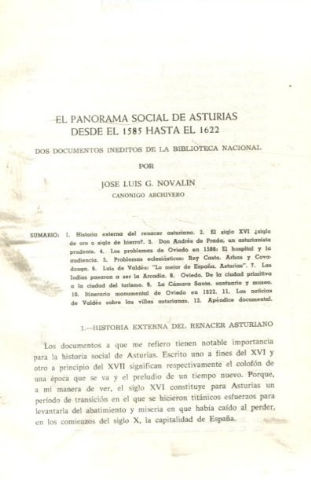 EL PANORAMA SOCIAL DE ASTURIAS
DESDE EL 1585 HASTA EL 1622
DOS DOCUMENTOS INEDITOS DE LA BIBLIOTECA NACIONAL
POR
JOSE LUIS G. NOVALIN
CANONIGO ARCHIVERO
SUMARIO: 1. Historia externa del renacer asturiano. 2. El siglo XVI ¿siglo
de oro o siglo de hierro?. 3. Don Andrés de Prada, un asturianista
prudente. 4. Los problemas de Oviedo en 1588: El hospital y la
audiencia. 5. Problemas eclesiásticos: Rey Casto, Arbas y Cova-
donga. 6. Luis de Valdés: "Lo mejor de España, Asturias". 7. Las
Indias pasaron a ser la Arcadia. 8. Oviedo. De la ciudad primitiva
a la ciudad del turismo. 9. La Cámara Santa, santuario y museo.
10. Itinerario monumental de Oviedo en 1622. 11. Las noticias
de Valdés sobre las villas asturianas. 12. Apéndice documental.
1.—HISTORIA EXTERNA DEL RENACER ASTURIANO
Los documentos a que me refiero tienen notable importancia
para la historia social de Asturias. Escrito uno a fines del XVI y
otro a principio del XVII significan respectivamente el colofón de
una época que se va y el preludio de un tiempo nuevo. Porque,
a mi manera de ver, el siglo XVI constituye para Asturias un
período de transición en el que se hicieron titánicos esfuerzos para
levantarla del abatimiento y miseria en que había caído al perder,
en los comienzos del siglo X, la capitalidad de España.